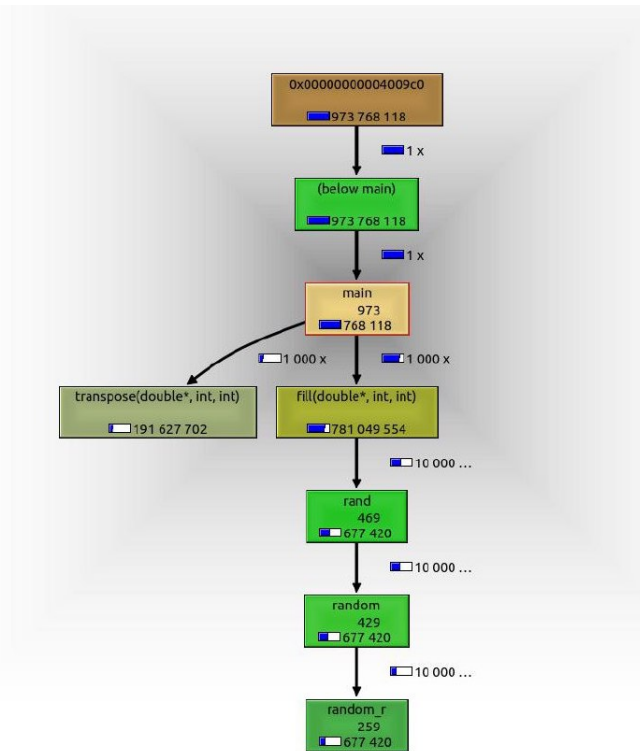 0x00000000004009c0
973 768 118
1 x
(below main)
973 768 118
1 x
main
973
768 118
1 000 x
1 000 x
transpose(double*, int, int)
191 627 702
fill(double*, int, int)
781 049 554
10 000 ...
rand
469
677 420
10 000 ...
random
429
677 420
10 000 ...
random_r
259
677 420